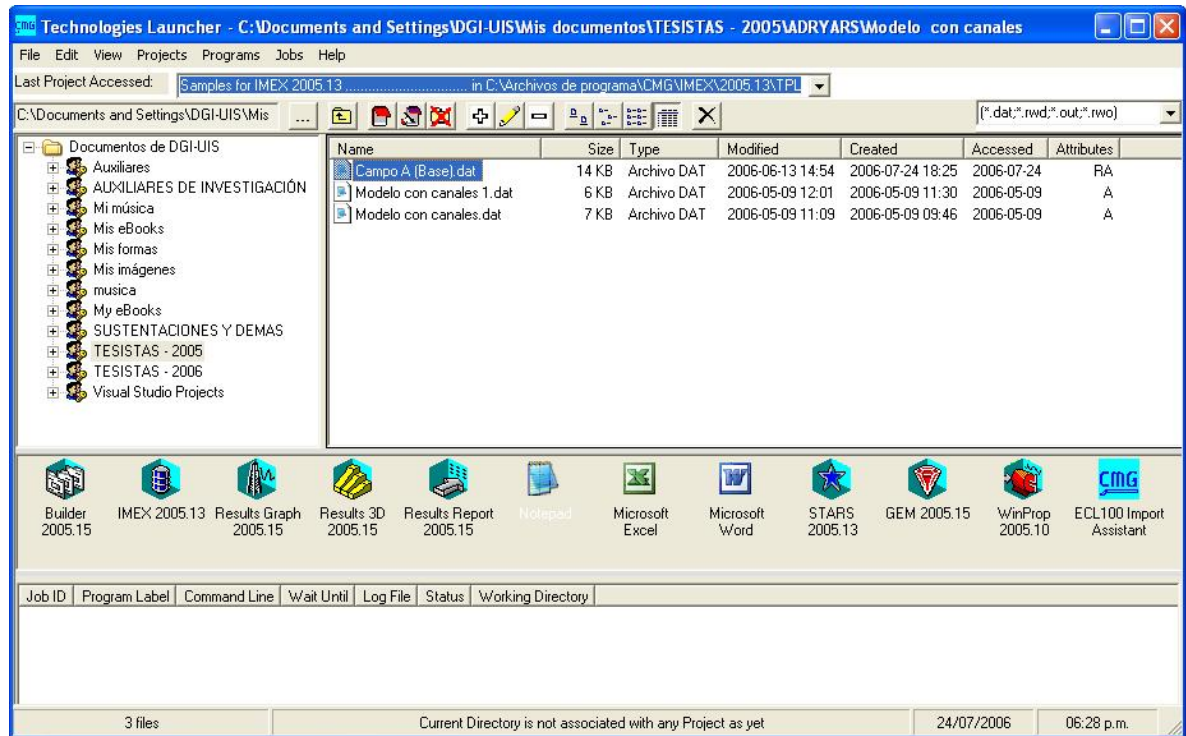 CMG Technologies Launcher - C:\Documents and Settings\DGI-UIS\Mis documentos\TESISTAS - 2005\ADRYARS\Modelo con canales
File Edit View Projects Programs Jobs Help
Last Project Accessed: Samples for IMEX 2005.13 ................................ in C:\Archivos de programa\CMG\IMEX\2005.13\TPL
C:\Documents and Settings\DGI-UIS\Mis ... (*.dat;*.rwd;*.out;*.rwo)
Documentos de DGI-UIS
Auxiliares
AUXILIARES DE INVESTIGACIÓN
Mi música
Mis eBooks
Mis formas
Mis imágenes
musica
My eBooks
SUSTENTACIONES Y DEMAS
TESISTAS - 2005
TESISTAS - 2006
Visual Studio Projects
Name Size Type Modified Created Accessed Attributes
Campo A (Base).dat 14 KB Archivo DAT 2006-06-13 14:54 2006-07-24 18:25 2006-07-24 RA
Modelo con canales 1.dat 6 KB Archivo DAT 2006-05-09 12:01 2006-05-09 11:30 2006-05-09 A
Modelo con canales.dat 7 KB Archivo DAT 2006-05-09 11:09 2006-05-09 09:46 2006-05-09 A
CMG
Builder IMEX 2005.13 Results Graph Results 3D Results Report Notepad Microsoft Microsoft STARS GEM 2005.15 WinProp ECL100 Import
2005.15 2005.15 2005.15 2005.15 Excel Word 2005.13 2005.10 Assistant
Job ID Program Label Command Line Wait Until Log File Status Working Directory
3 files Current Directory is not associated with any Project as yet 24/07/2006 06:28 p.m.